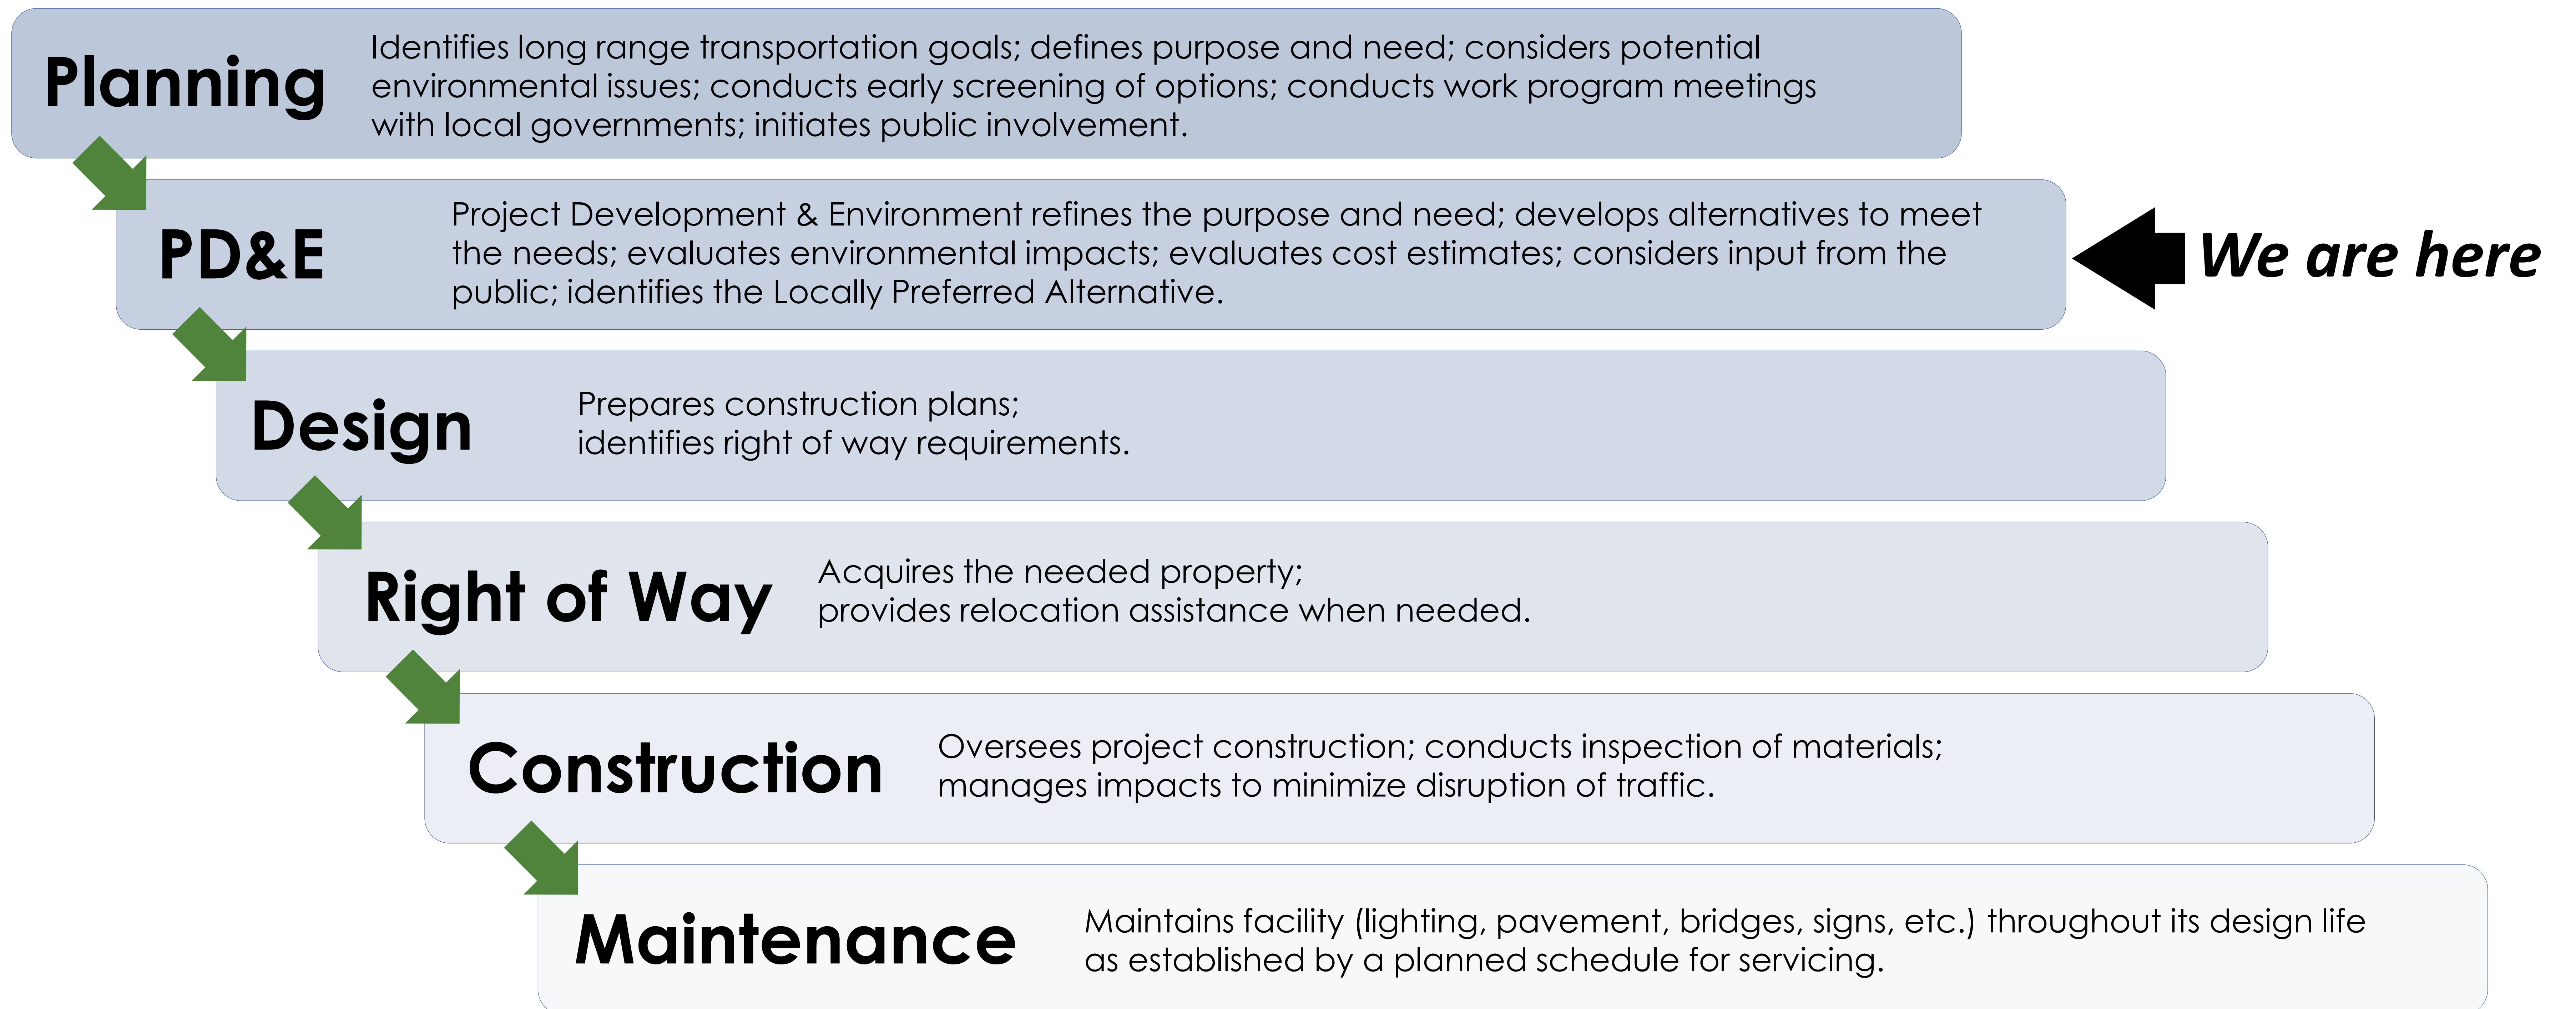 Planning
Identifies long range transportation goals; defines purpose and need; considers potential
environmental issues; conducts early screening of options; conducts work program meetings
with local governments; initiates public involvement.
PD&E
Project Development & Environment refines the purpose and need; develops alternatives to meet
the needs; evaluates environmental impacts; evaluates cost estimates; considers input from the
public; identifies the Locally Preferred Alternative.
We are here
Design
Prepares construction plans;
identifies right of way requirements.
Right of Way
Acquires the needed property;
provides relocation assistance when needed.
Construction
Oversees project construction; conducts inspection of materials;
manages impacts to minimize disruption of traffic.
Maintenance
Maintains facility (lighting, pavement, bridges, signs, etc.) throughout its design life
as established by a planned schedule for servicing.